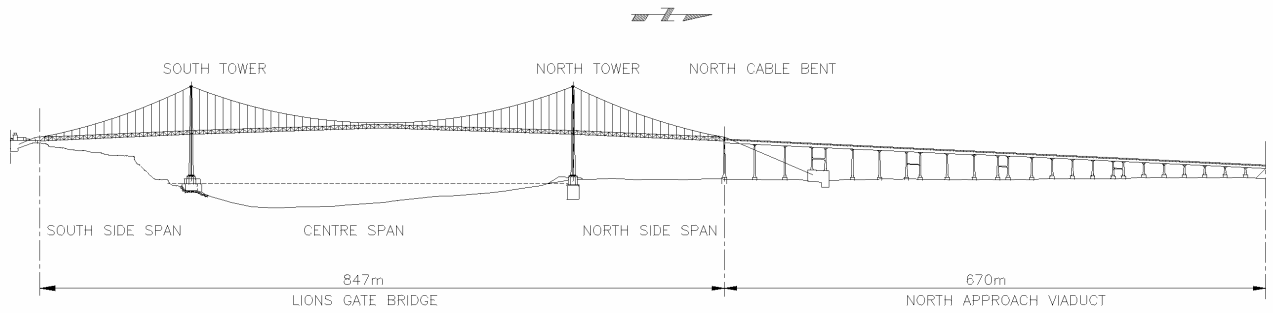 SOUTH TOWER NORTH TOWER NORTH CABLE BENT
SOUTH SIDE SPAN CENTRE SPAN NORTH SIDE SPAN
847m 670m
LIONS GATE BRIDGE NORTH APPROACH VIADUCT